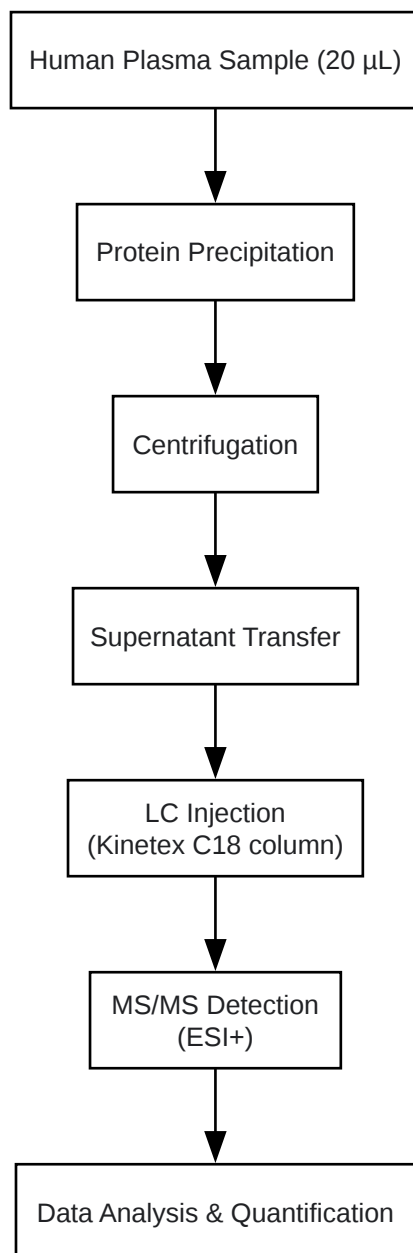 Human Plasma Sample (20 µL)
Protein Precipitation
Centrifugation
Supernatant Transfer
LC Injection
(Kinetex C18 column)
MS/MS Detection
(ESI+)
Data Analysis & Quantification